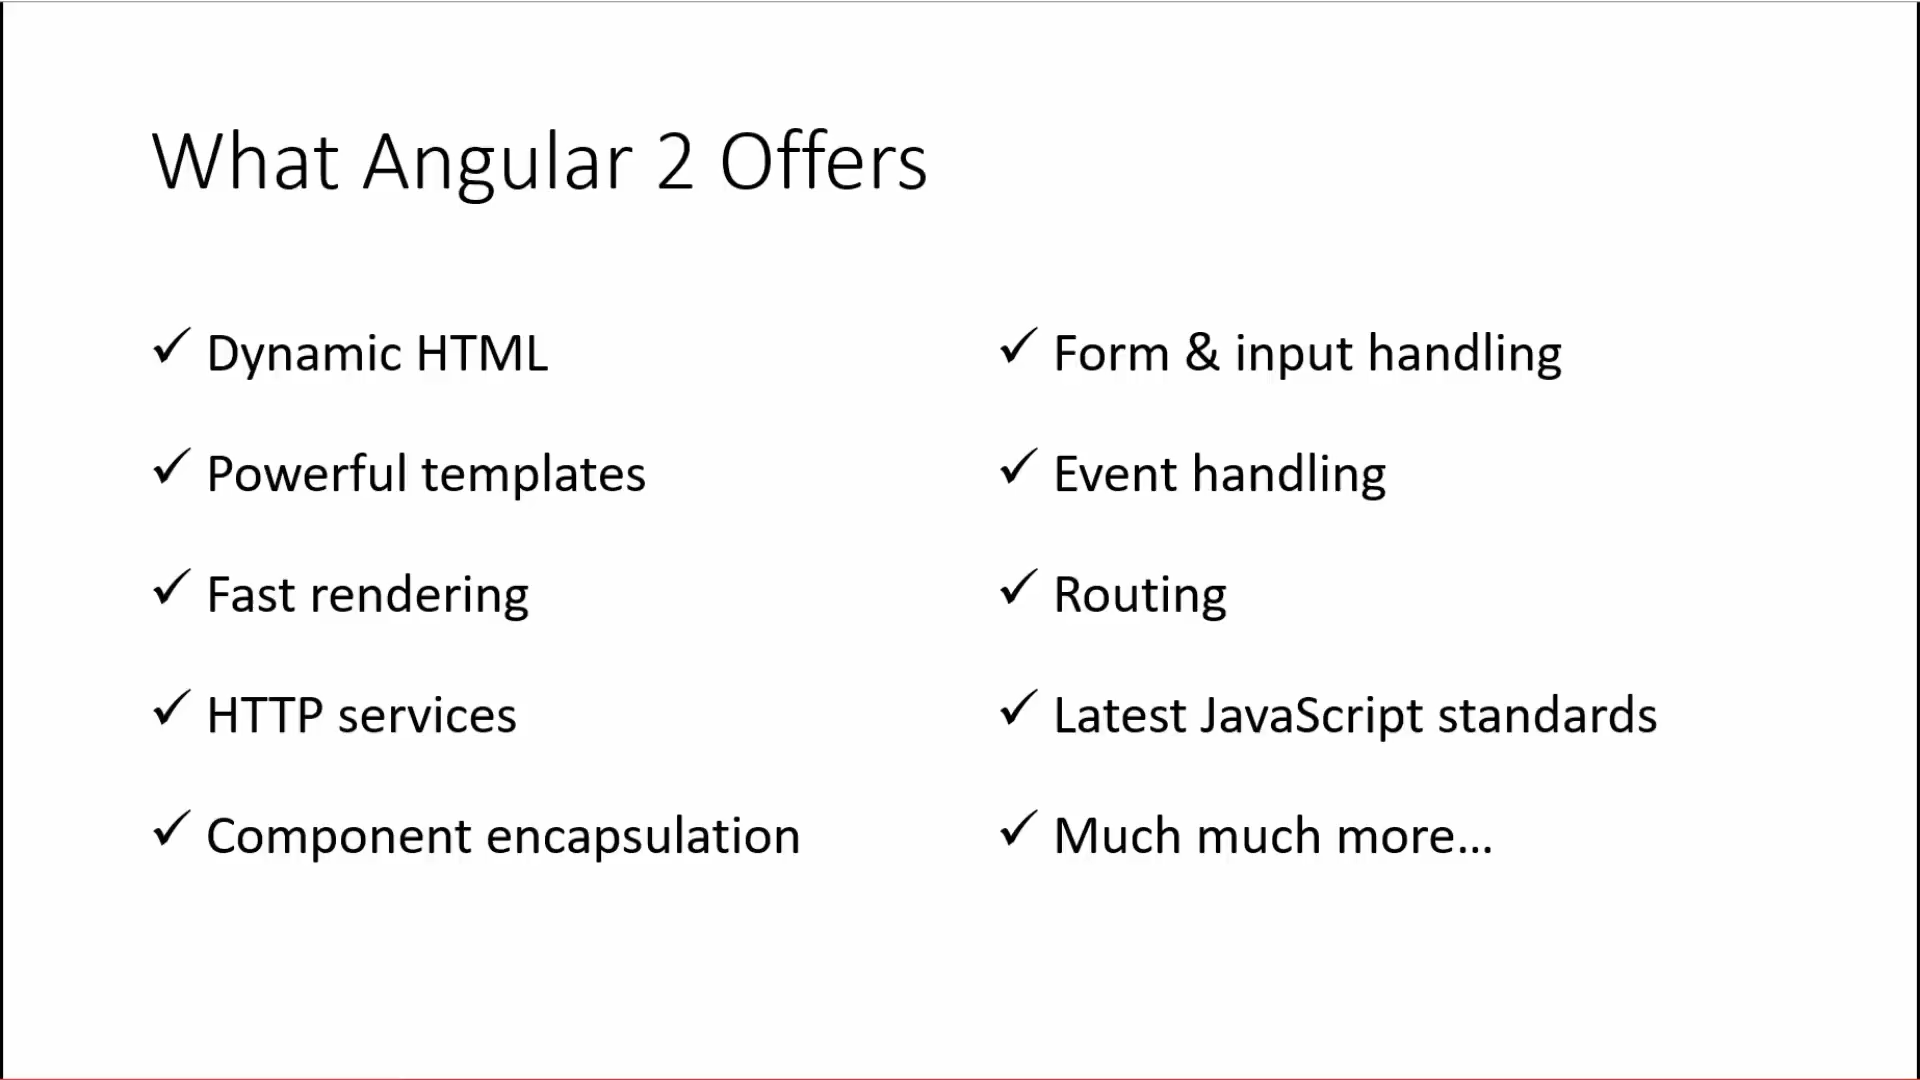 What Angular 2 Offers
✓ Dynamic HTML
✓ Powerful templates
✓ Fast rendering
✓ HTTP services
✓ Component encapsulation
✓ Form & input handling
✓ Event handling
✓ Routing
✓ Latest JavaScript standards
✓ Much much more...